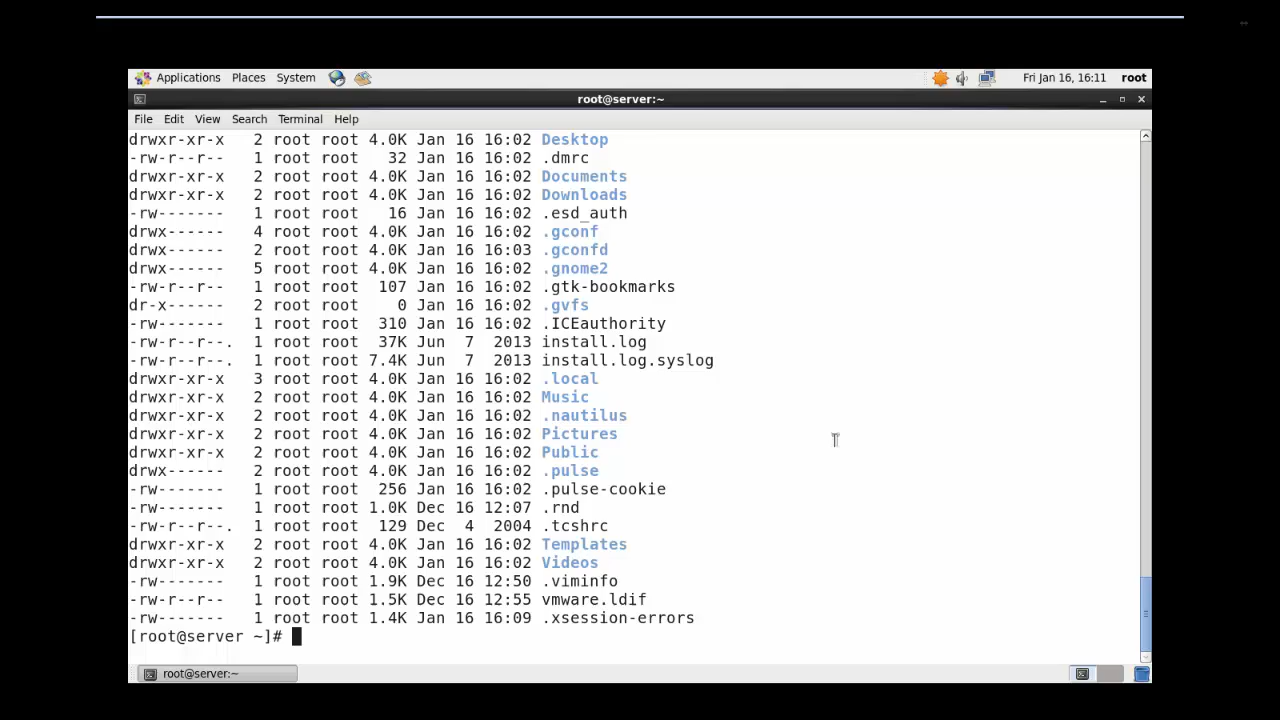 Applications Places System Fri Jan 16, 16:11 root
root@server:~
File Edit View Search Terminal Help
drwxr-xr-x 2 root root 4.0K Jan 16 16:02 Desktop
-rw-r--r-- 1 root root 32 Jan 16 16:02 .dmrc
drwxr-xr-x 2 root root 4.0K Jan 16 16:02 Documents
drwxr-xr-x 2 root root 4.0K Jan 16 16:02 Downloads
-rw------- 1 root root 16 Jan 16 16:02 .esd_auth
drwx------ 4 root root 4.0K Jan 16 16:02 .gconf
drwx------ 2 root root 4.0K Jan 16 16:03 .gconfd
drwx------ 5 root root 4.0K Jan 16 16:02 .gnome2
-rw-r--r-- 1 root root 107 Jan 16 16:02 .gtk-bookmarks
dr-x------ 2 root root 0 Jan 16 16:02 .gvfs
-rw------- 1 root root 310 Jan 16 16:02 .ICEauthority
-rw-r--r--. 1 root root 37K Jun 7 2013 install.log
-rw-r--r--. 1 root root 7.4K Jun 7 2013 install.log.syslog
drwxr-xr-x 3 root root 4.0K Jan 16 16:02 .local
drwxr-xr-x 2 root root 4.0K Jan 16 16:02 Music
drwxr-xr-x 2 root root 4.0K Jan 16 16:02 .nautilus
drwxr-xr-x 2 root root 4.0K Jan 16 16:02 Pictures
drwxr-xr-x 2 root root 4.0K Jan 16 16:02 Public
drwx------ 2 root root 4.0K Jan 16 16:02 .pulse
-rw------- 1 root root 256 Jan 16 16:02 .pulse-cookie
-rw------- 1 root root 1.0K Dec 16 12:07 .rnd
-rw-r--r--. 1 root root 129 Dec 4 2004 .tcshrc
drwxr-xr-x 2 root root 4.0K Jan 16 16:02 Templates
drwxr-xr-x 2 root root 4.0K Jan 16 16:02 Videos
-rw------- 1 root root 1.9K Dec 16 12:50 .viminfo
-rw-r--r-- 1 root root 1.5K Dec 16 12:55 vmware.ldif
-rw------- 1 root root 1.4K Jan 16 16:09 .xsession-errors
[root@server ~]#
root@server:~